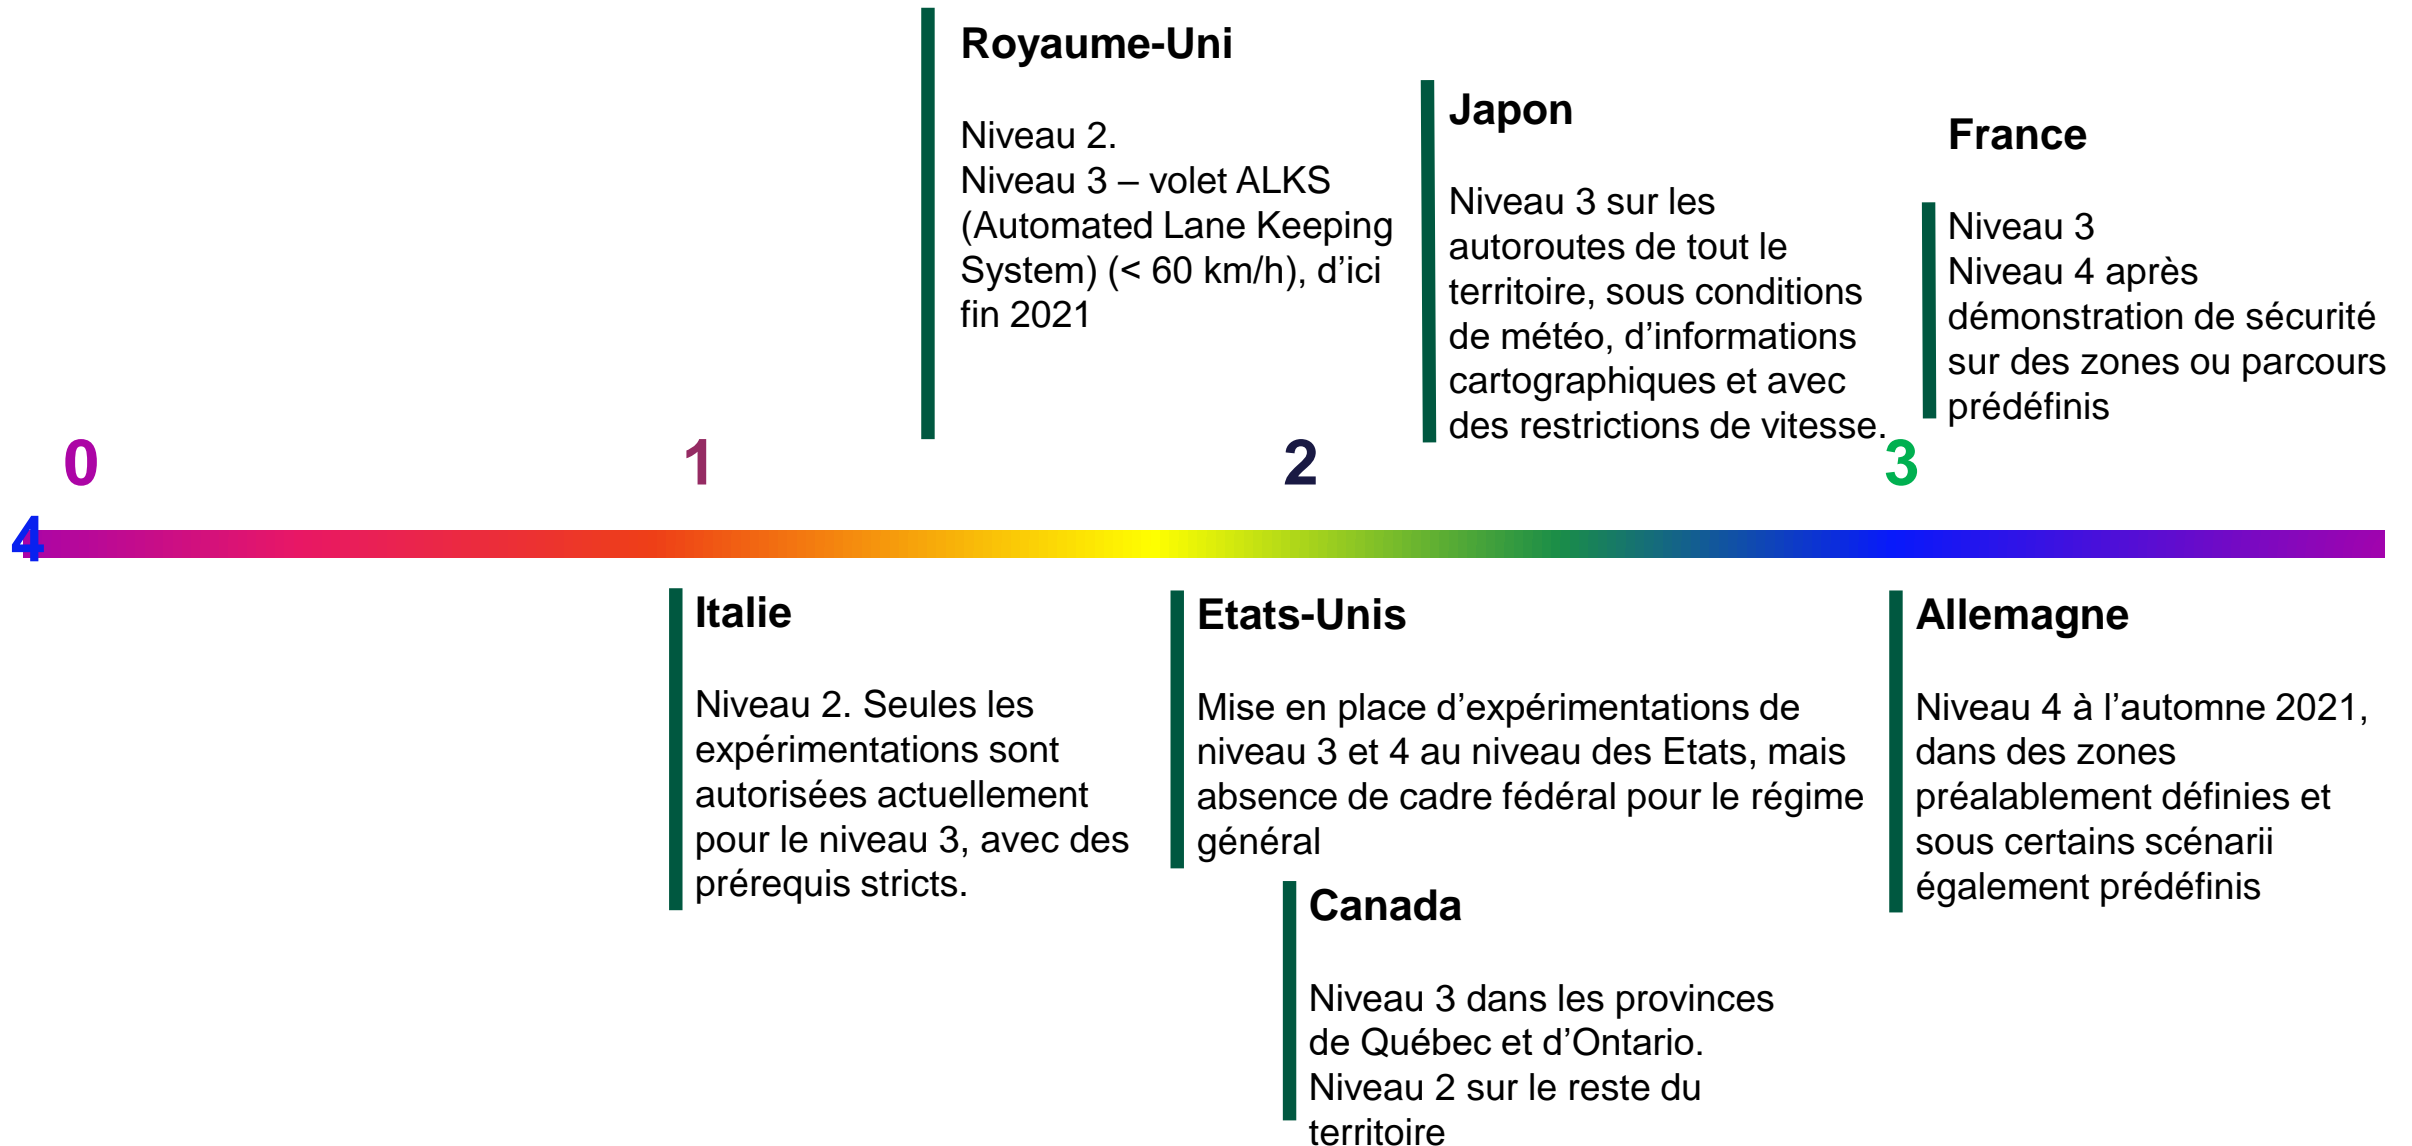 Royaume-Uni
Niveau 2.
Niveau 3 – volet ALKS
(Automated Lane Keeping
System) (< 60 km/h), d’ici
fin 2021
Japon
Niveau 3 sur les
autoroutes de tout le
territoire, sous conditions
de météo, d’informations
cartographiques et avec
des restrictions de vitesse.
France
Niveau 3
Niveau 4 après
démonstration de sécurité
sur des zones ou parcours
prédéfinis
0 1 2 3
4
Italie
Niveau 2. Seules les
expérimentations sont
autorisées actuellement
pour le niveau 3, avec des
prérequis stricts.
Etats-Unis
Mise en place d’expérimentations de
niveau 3 et 4 au niveau des Etats, mais
absence de cadre fédéral pour le régime
général
Canada
Niveau 3 dans les provinces
de Québec et d’Ontario.
Niveau 2 sur le reste du
territoire
Allemagne
Niveau 4 à l’automne 2021,
dans des zones
préalablement définies et
sous certains scénarii
également prédéfinis